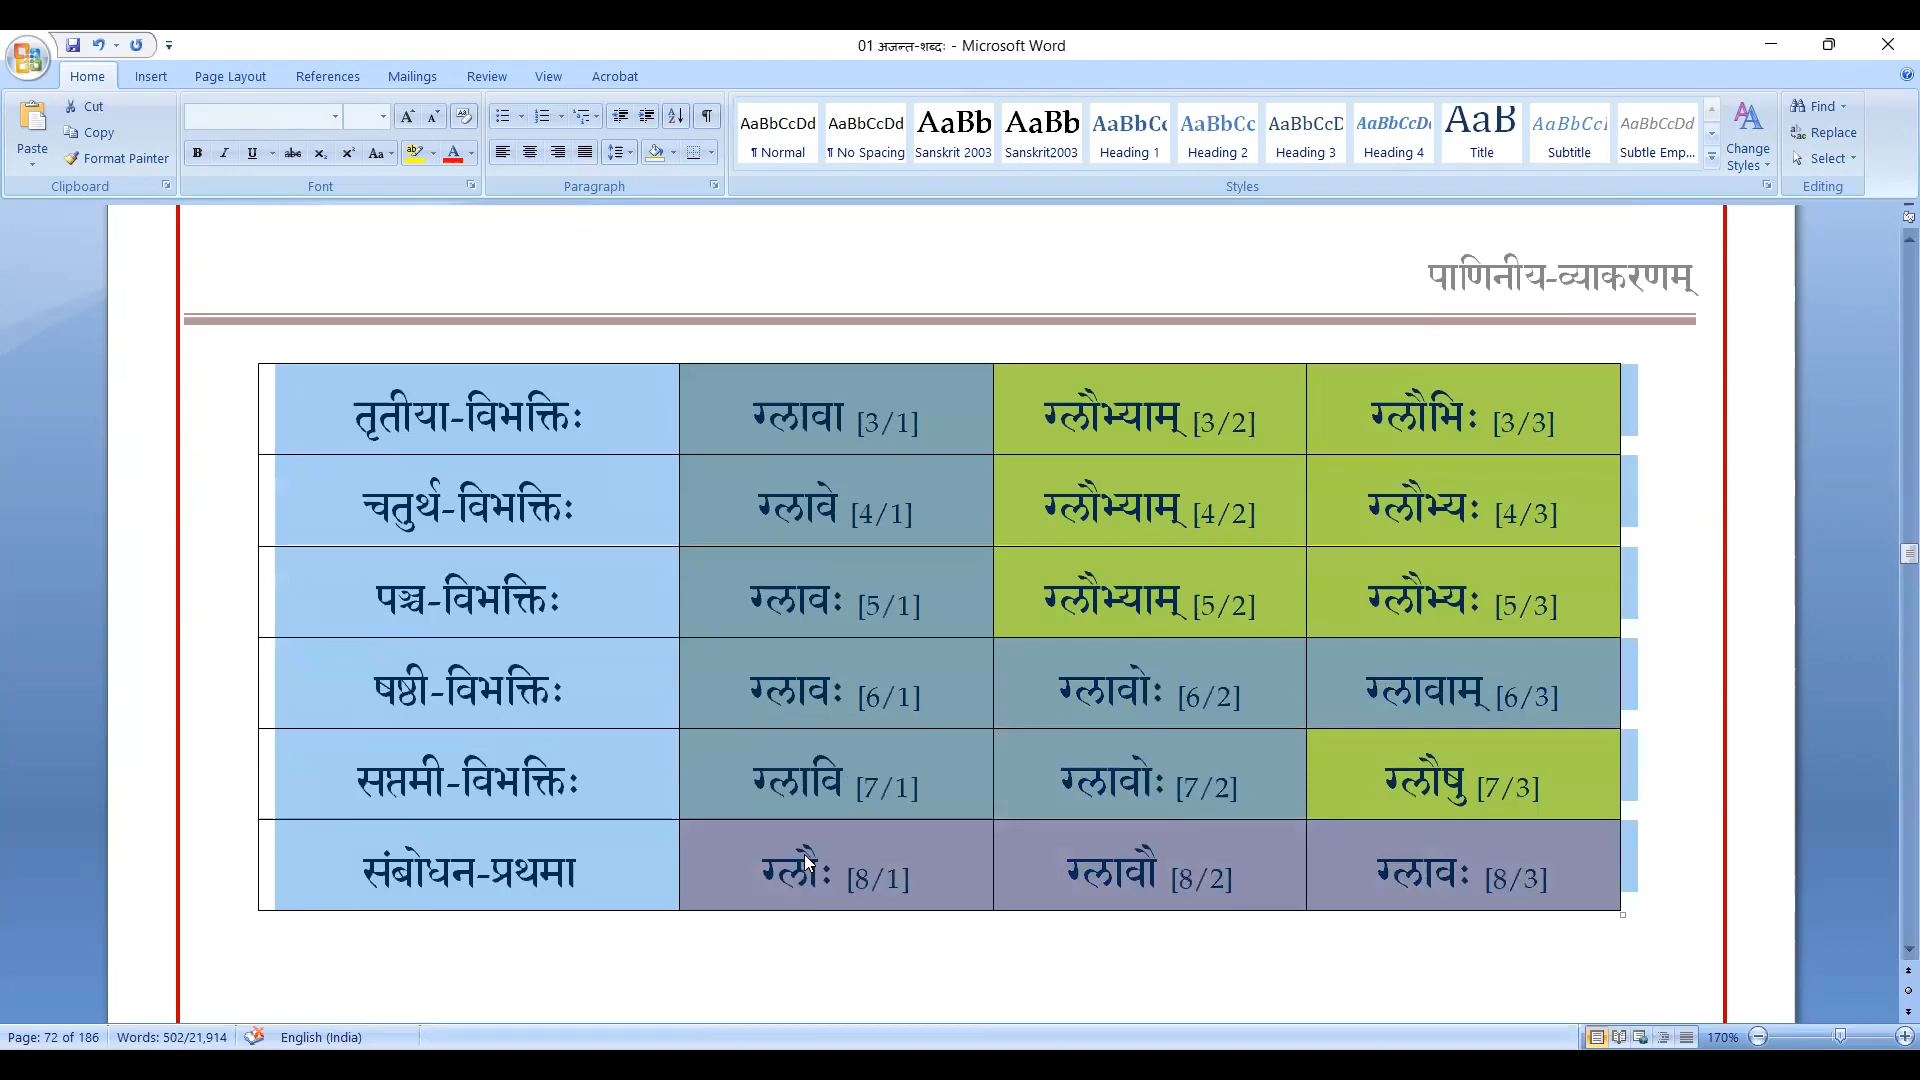 01 अजन्त-शब्दः - Microsoft Word
Home Insert Page Layout References Mailings Review View Acrobat
Paste Cut Copy Format Painter
Clipboard
Font
Paragraph
AaBbCcDd AaBbCcDd AaBb AaBb AaBbCc AaBbCc AaBbCcD AaBbCcDd AaB AaBbCcI AaBbCcDd
¶ Normal ¶ No Spacing Sanskrit 2003 Sanskrit2003 Heading 1 Heading 2 Heading 3 Heading 4 Title Subtitle Subtle Emp...
Change Styles
Styles
Find
Replace
Select
Editing
पाणिनीय-व्याकरणम्
तृतीया-विभक्तिः ग्लावा [3/1] ग्लौभ्याम् [3/2] ग्लौभिः [3/3]
चतुर्थ-विभक्तिः ग्लावे [4/1] ग्लौभ्याम् [4/2] ग्लौभ्यः [4/3]
पञ्च-विभक्तिः ग्लावः [5/1] ग्लौभ्याम् [5/2] ग्लौभ्यः [5/3]
षष्ठी-विभक्तिः ग्लावः [6/1] ग्लावोः [6/2] ग्लावाम् [6/3]
सप्तमी-विभक्तिः ग्लावि [7/1] ग्लावोः [7/2] ग्लौषु [7/3]
संबोधन-प्रथमा ग्लौः [8/1] ग्लावौ [8/2] ग्लावः [8/3]
Page: 72 of 186 Words: 502/21,914 English (India) 170%